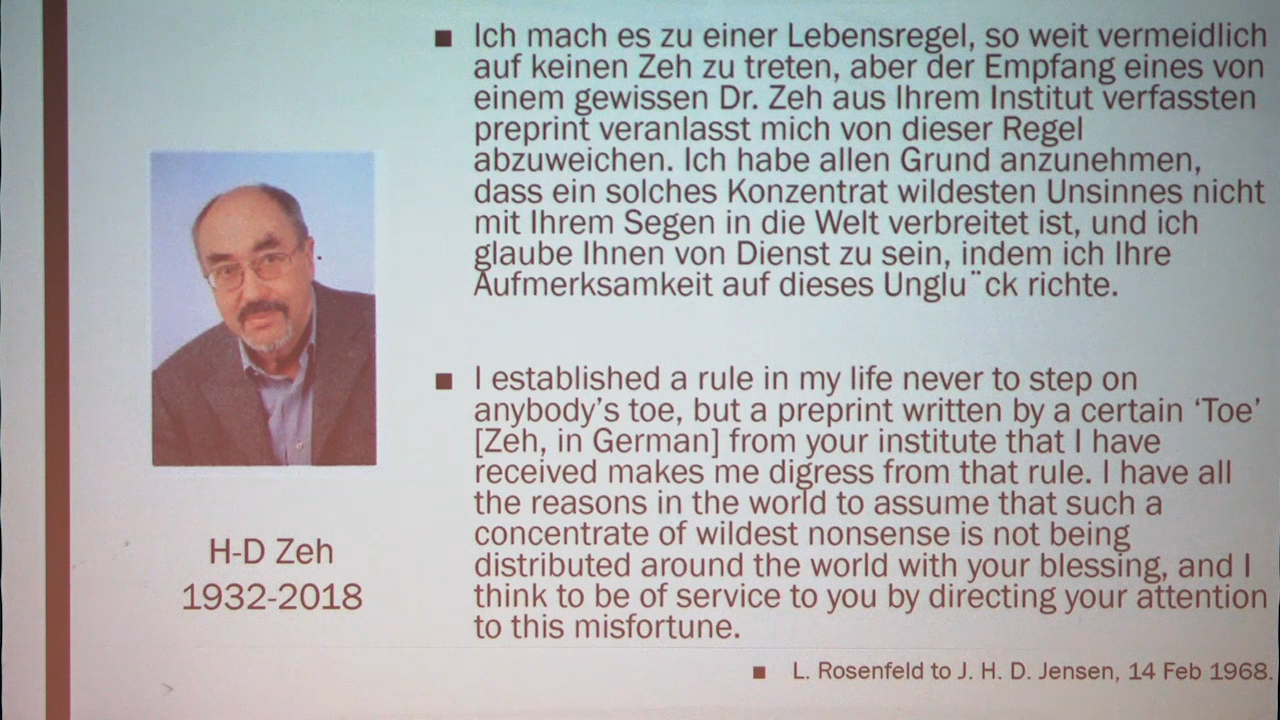 ■ Ich mach es zu einer Lebensregel, so weit vermeidlich
auf keinen Zeh zu treten, aber der Empfang eines von
einem gewissen Dr. Zeh aus Ihrem Institut verfassten
preprint veranlasst mich von dieser Regel
abzuweichen. Ich habe allen Grund anzunehmen,
dass ein solches Konzentrat wildesten Unsinnes nicht
mit Ihrem Segen in die Welt verbreitet ist, und ich
glaube Ihnen von Dienst zu sein, indem ich Ihre
Aufmerksamkeit auf dieses Unglu¨ck richte.
■ I established a rule in my life never to step on
anybody’s toe, but a preprint written by a certain ‘Toe’
[Zeh, in German] from your institute that I have
received makes me digress from that rule. I have all
the reasons in the world to assume that such a
concentrate of wildest nonsense is not being
distributed around the world with your blessing, and I
think to be of service to you by directing your attention
to this misfortune.
■ L. Rosenfeld to J. H. D. Jensen, 14 Feb 1968.
H-D Zeh
1932-2018